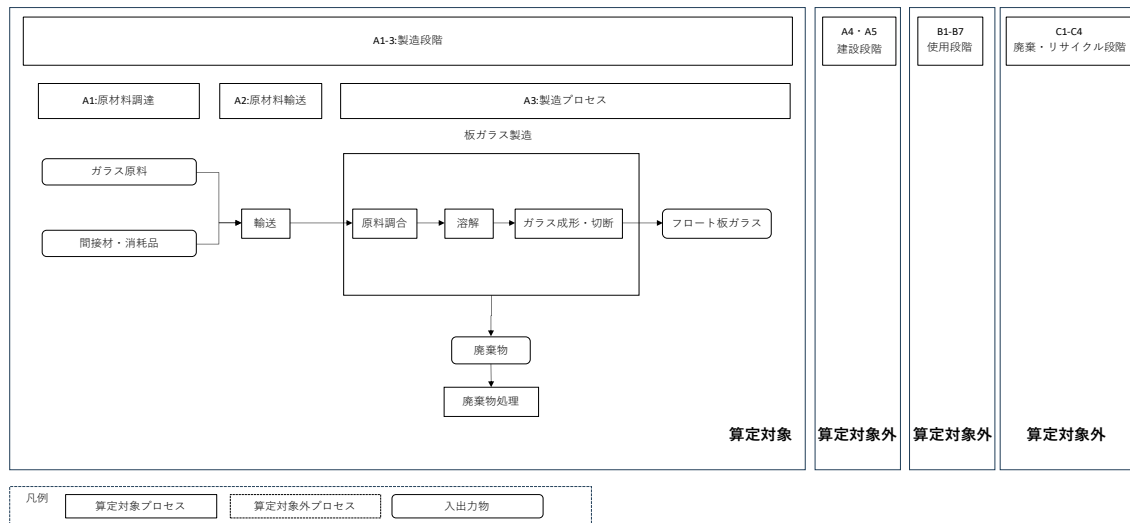 A1-3:製造段階
A4・A5
建設段階
B1-B7
使用段階
C1-C4
廃棄・リサイクル段階
A1:原材料調達
A2:原材料輸送
A3:製造プロセス
板ガラス製造
ガラス原料
間接材・消耗品
輸送
原料調合
溶解
ガラス成形・切断
フロート板ガラス
廃棄物
廃棄物処理
算定対象
算定対象外
算定対象外
算定対象外
凡例
算定対象プロセス
算定対象外プロセス
入出力物